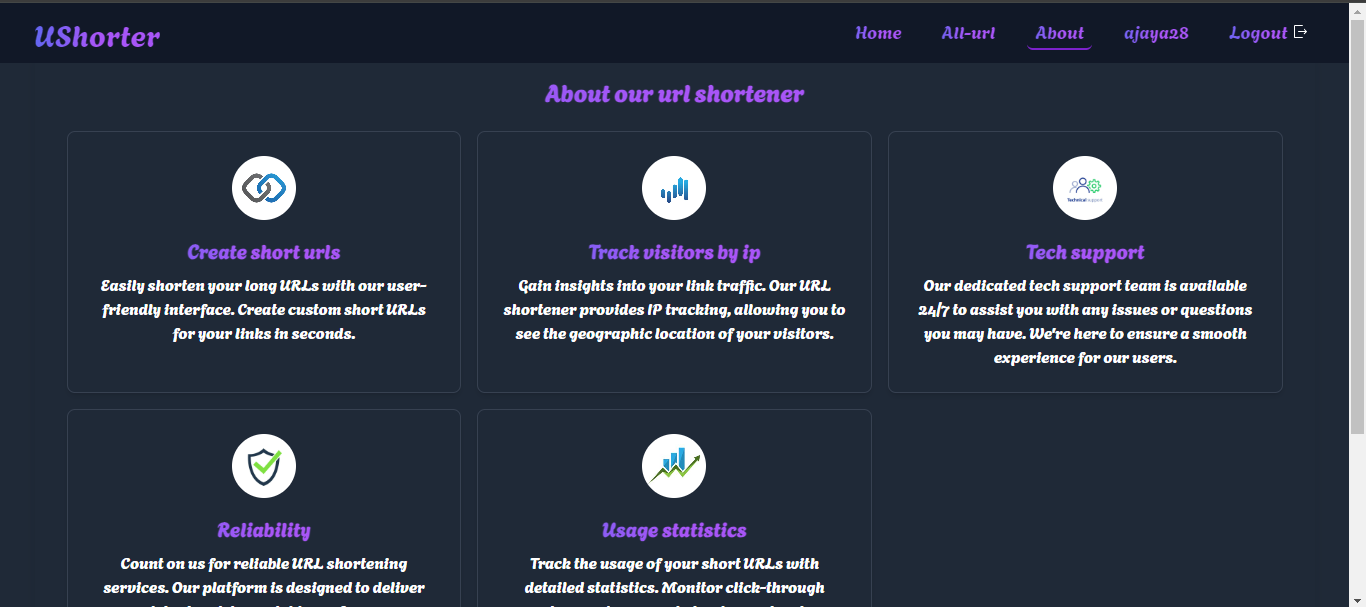 UShorter
Home All-url About ajaya28 Logout
About our url shortener
Create short urls
Easily shorten your long URLs with our user-
friendly interface. Create custom short URLs
for your links in seconds.
Track visitors by ip
Gain insights into your link traffic. Our URL
shortener provides IP tracking, allowing you to
see the geographic location of your visitors.
Technical support
Tech support
Our dedicated tech support team is available
24/7 to assist you with any issues or questions
you may have. We're here to ensure a smooth
experience for our users.
Reliability
Count on us for reliable URL shortening
services. Our platform is designed to deliver
Usage statistics
Track the usage of your short URLs with
detailed statistics. Monitor click-through